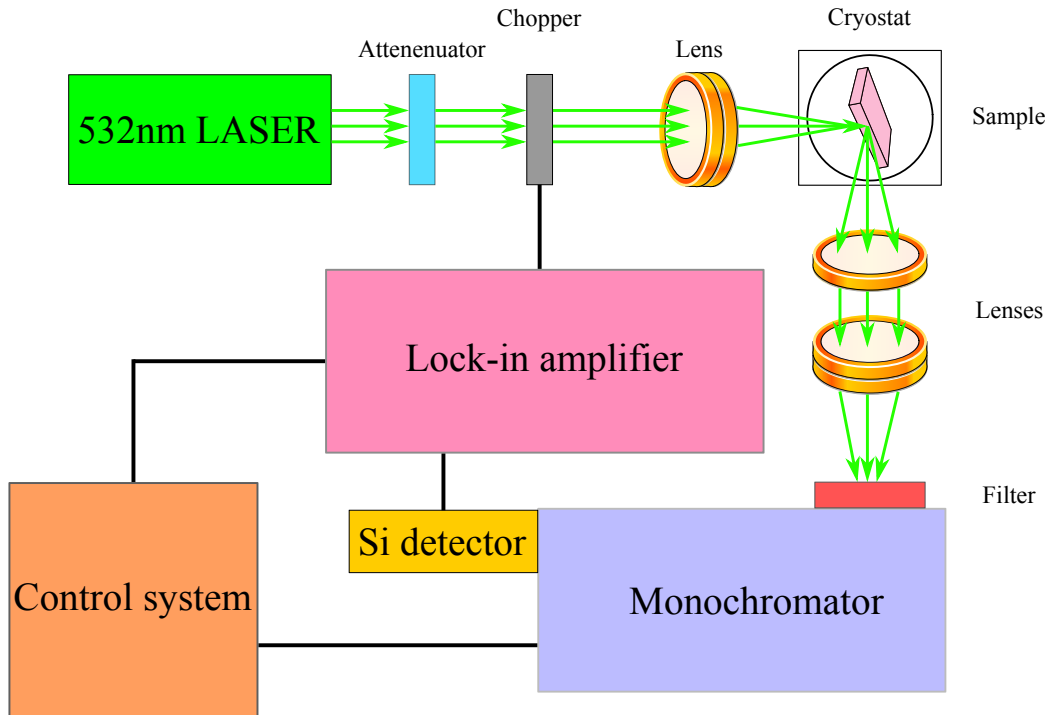 Chopper
Cryostat
Attenenuator
Lens
532nm LASER
Sample
Lenses
Lock-in amplifier
Filter
Si detector
Control system
Monochromator